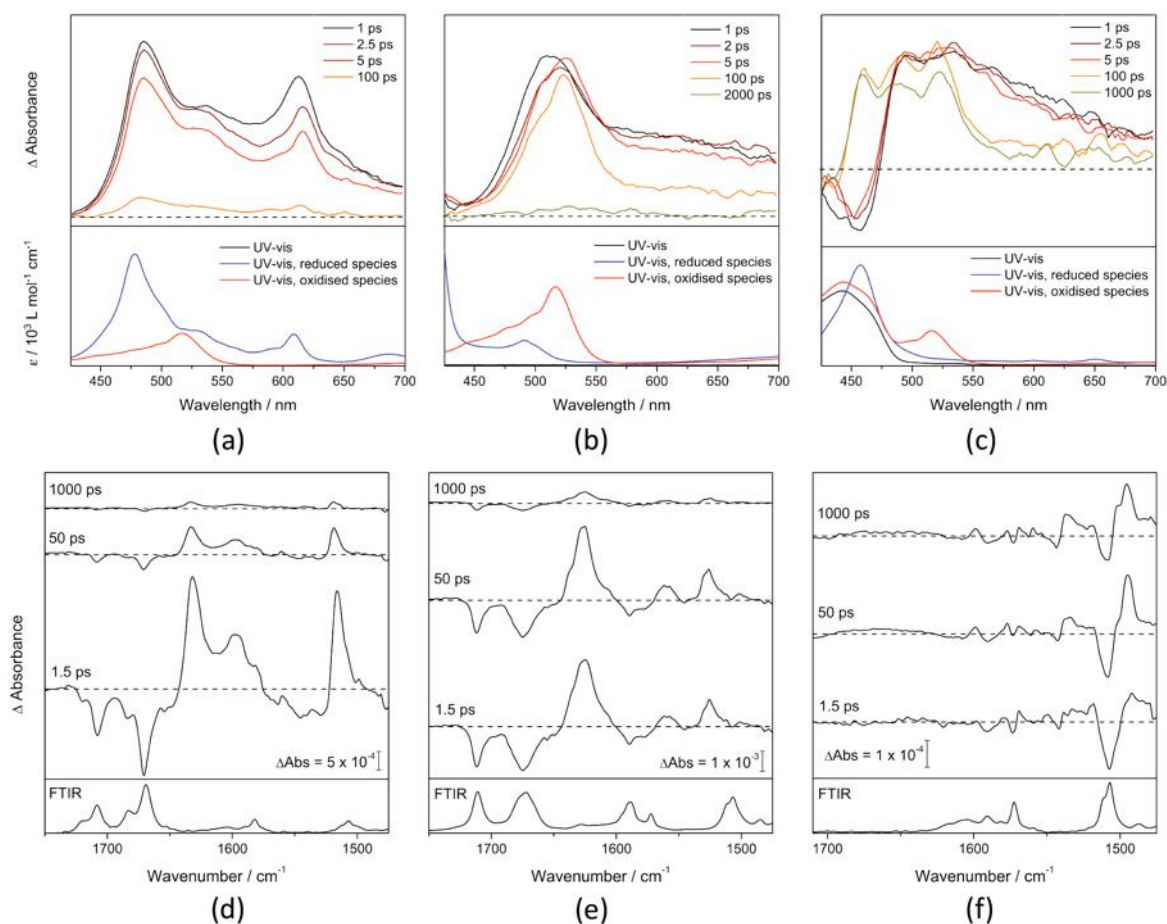 1 ps
2.5 ps
5 ps
100 ps
Δ Absorbance
UV-vis
UV-vis, reduced species
UV-vis, oxidised species
ε / 10³ L mol⁻¹ cm⁻¹
450 500 550 600 650 700
Wavelength / nm
(a)
1 ps
2 ps
5 ps
100 ps
2000 ps
UV-vis
UV-vis, reduced species
UV-vis, oxidised species
450 500 550 600 650 700
Wavelength / nm
(b)
1 ps
2.5 ps
5 ps
100 ps
1000 ps
UV-vis
UV-vis, reduced species
UV-vis, oxidised species
450 500 550 600 650 700
Wavelength / nm
(c)
Δ Absorbance
1000 ps
50 ps
1.5 ps
ΔAbs = 5 x 10⁻⁴
FTIR
1700 1600 1500
Wavenumber / cm⁻¹
(d)
1000 ps
50 ps
1.5 ps
ΔAbs = 1 x 10⁻³
FTIR
1700 1600 1500
Wavenumber / cm⁻¹
(e)
1000 ps
50 ps
1.5 ps
ΔAbs = 1 x 10⁻⁴
FTIR
1700 1600 1500
Wavenumber / cm⁻¹
(f)